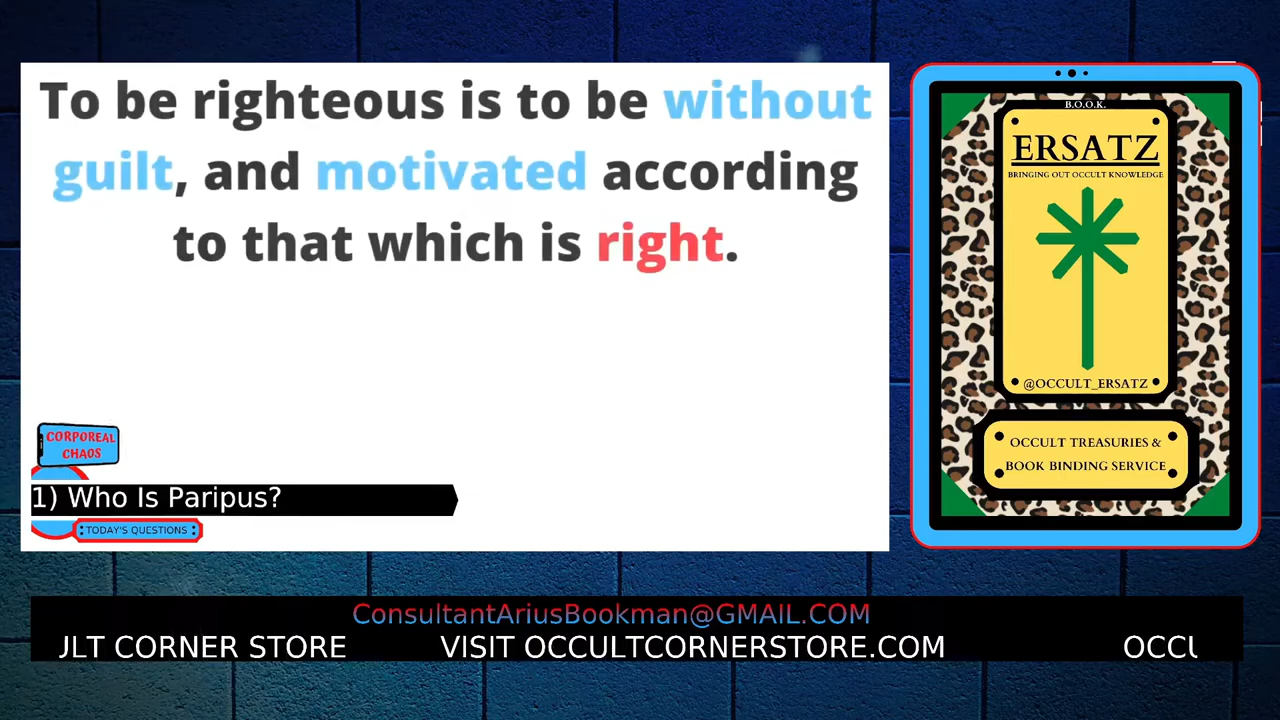 To be righteous is to be without
guilt, and motivated according
to that which is right.
CORPOREAL
CHAOS
1) Who Is Paripus?
TODAY'S QUESTIONS
B.O.O.K.
ERSATZ
BRINGING OUT OCCULT KNOWLEDGE
@OCCULT_ERSATZ
OCCULT TREASURIES &
BOOK BINDING SERVICE
ConsultantAriusBookman@GMAIL.COM
JLT CORNER STORE VISIT OCCULTCORNERSTORE.COM OCCU